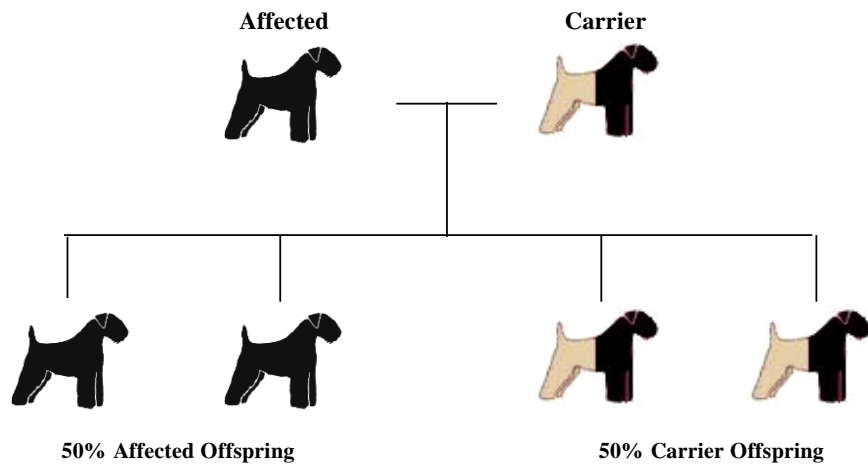 Affected
Carrier
50% Affected Offspring
50% Carrier Offspring